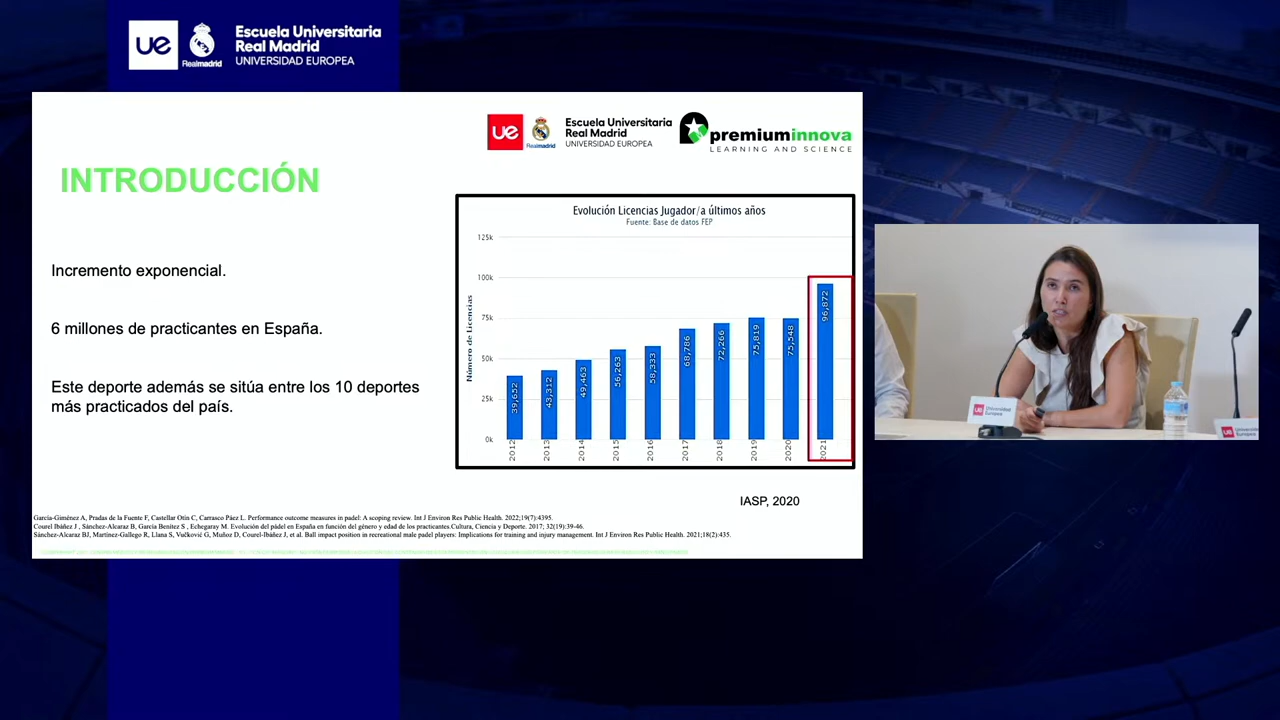 ue
Realmadrid
Escuela Universitaria
Real Madrid
UNIVERSIDAD EUROPEA
ue
Realmadrid
Escuela Universitaria
Real Madrid
UNIVERSIDAD EUROPEA
premiuminnova
LEARNING AND SCIENCE
INTRODUCCIÓN
Incremento exponencial.
6 millones de practicantes en España.
Este deporte además se sitúa entre los 10 deportes
más practicados del país.
Evolución Licencias Jugador/a últimos años
Fuente: Base de datos FEP
Número de Licencias
125k
100k
75k
50k
25k
0k
39,652
43,312
49,463
56,263
58,333
68,786
72,266
75,819
75,548
96,872
2012
2013
2014
2015
2016
2017
2018
2019
2020
2021
IASP, 2020
García-Giménez A, Pradas de la Fuente F, Castellar Otín C, Carrasco Páez L. Performance outcome measures in padel: A scoping review. Int J Environ Res Public Health. 2022;19(7):4395.
Courel Ibáñez J , Sánchez-Alcaraz B, García Benítez S , Echegaray M. Evolución del pádel en España en función del género y edad de los practicantes.Cultura, Ciencia y Deporte. 2017; 32(19):39-46.
Sánchez-Alcaraz BJ, Martínez-Gallego R, Llana S, Vučković G, Muñoz D, Courel-Ibáñez J, et al. Ball impact position in recreational male padel players: Implications for training and injury management. Int J Environ Res Public Health. 2021;18(2):435.
ue
Universidad
Europea
ue
Universidad
Europea